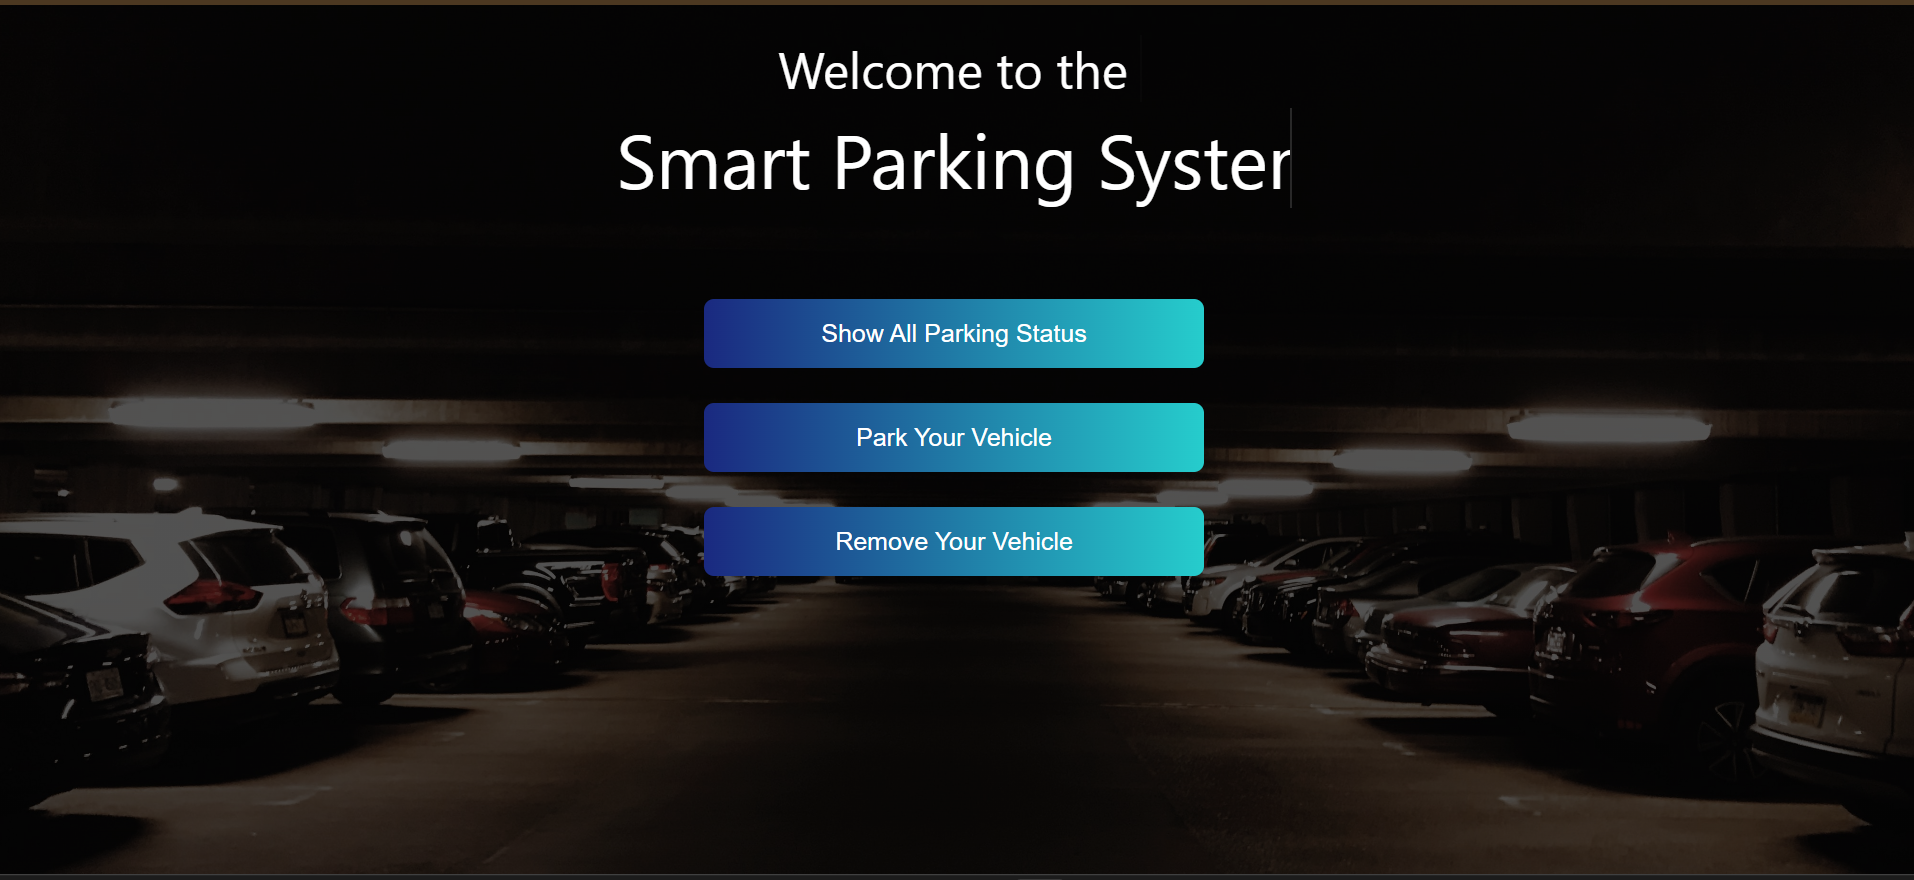 Welcome to the
Smart Parking Syster
Show All Parking Status
Park Your Vehicle
Remove Your Vehicle